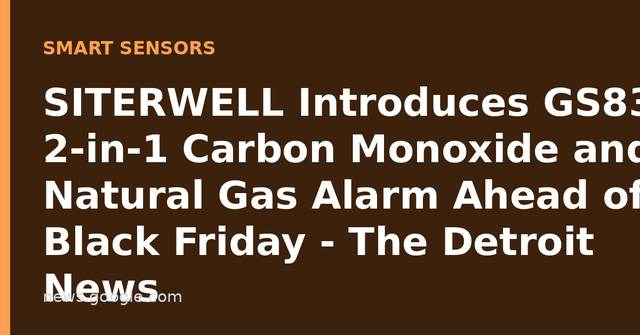 SMART SENSORS
SITERWELL Introduces GS83
2-in-1 Carbon Monoxide and
Natural Gas Alarm Ahead of
Black Friday - The Detroit
News
news.google.com